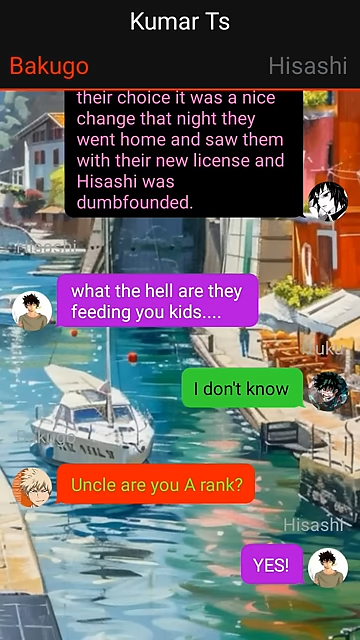 Kumar Ts
Bakugo
Hisashi
their choice it was a nice
change that night they
went home and saw them
with their new license and
Hisashi was
dumbfounded.
Hisashi
what the hell are they
feeding you kids....
I don't know
Bakugo
Uncle are you A rank?
Hisashi
YES!